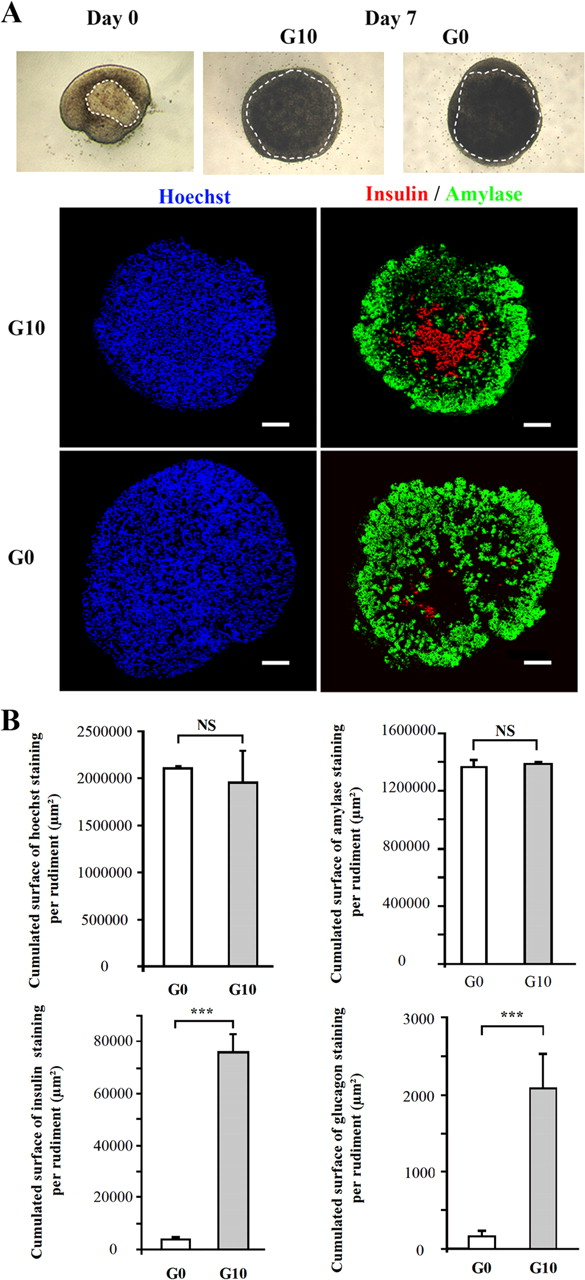 A
Day 0
Day 7
G10
G0
Hoechst
Insulin / Amylase
G10
G0
B
Cumulated surface of hoechst staining
per rudiment (µm²)
2500000
2000000
1500000
1000000
500000
0
NS
G0
G10
Cumulated surface of amylase staining
per rudiment (µm²)
1600000
1200000
800000
400000
0
NS
G0
G10
Cumulated surface of insulin staining
per rudiment (µm²)
80000
60000
40000
20000
0
***
G0
G10
Cumulated surface of glucagon staining
per rudiment (µm²)
3000
2000
1000
0
***
G0
G10